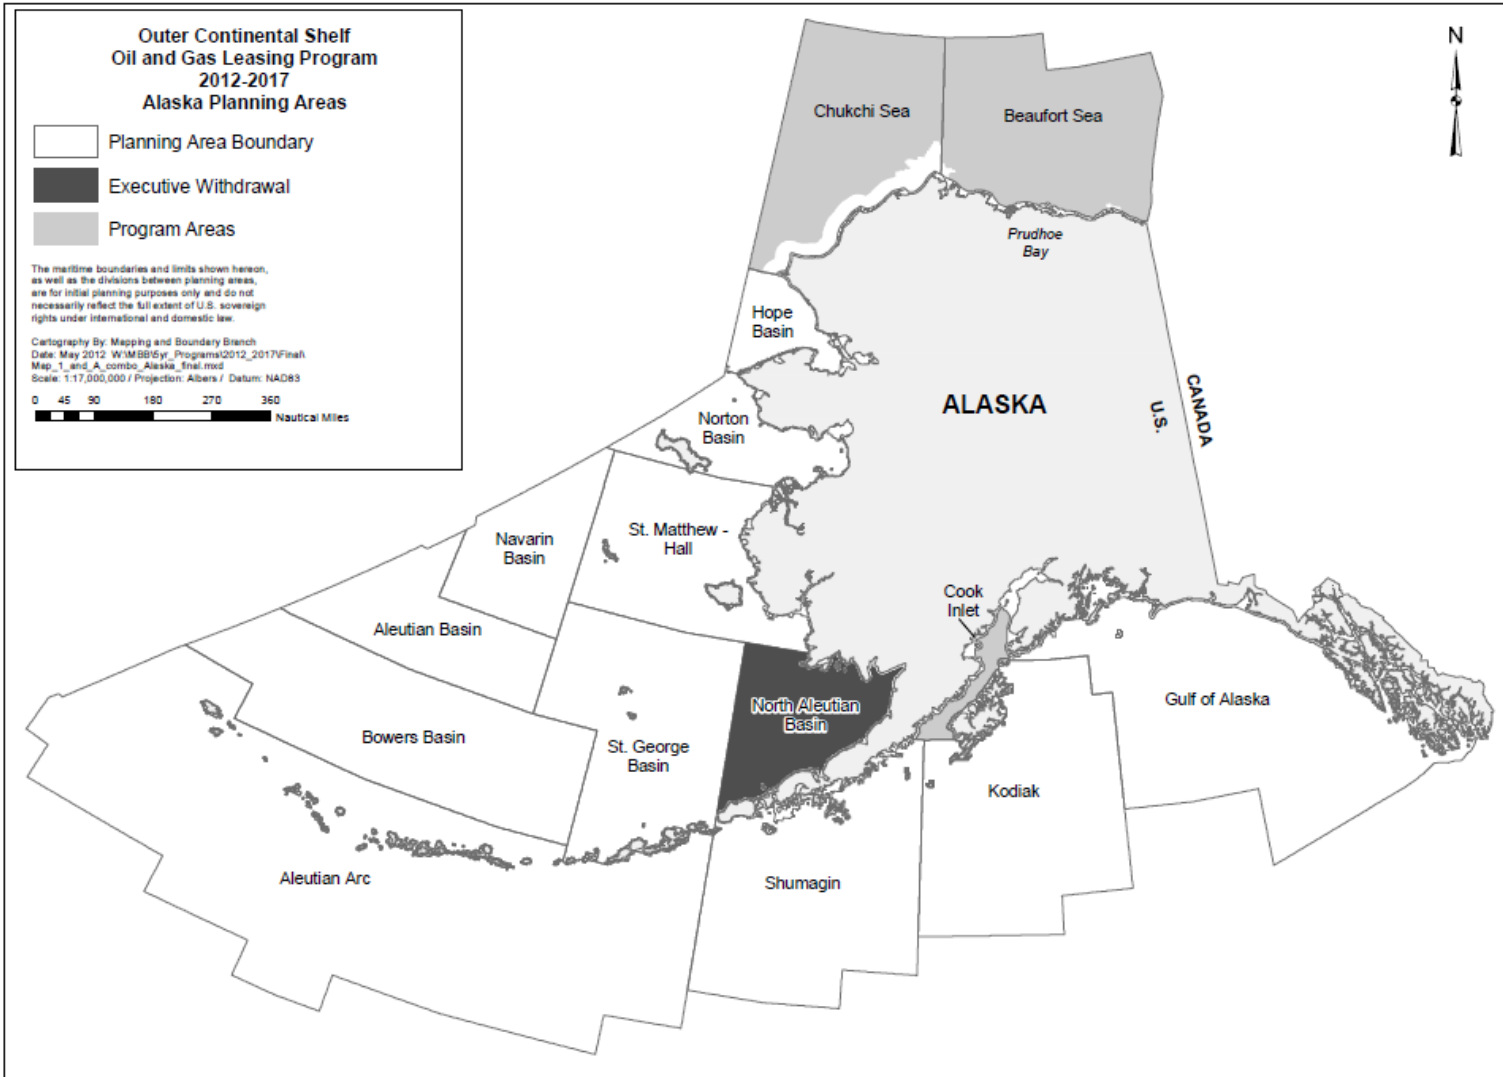 Outer Continental Shelf
Oil and Gas Leasing Program
2012-2017
Alaska Planning Areas
Planning Area Boundary
Executive Withdrawal
Program Areas
The maritime boundaries and limits shown hereon,
as well as the divisions between planning areas,
are for initial planning purposes only and do not
necessarily reflect the full extent of U.S. sovereign
rights under international and domestic law.
Cartography By: Mapping and Boundary Branch
Date: May 2012 W:\MBB\5yr_Programs\2012_2017\Final\
Map_1_and_A_combo_Alaska_final.mxd
Scale: 1:17,000,000 / Projection: Albers / Datum: NAD83
0 45 90 180 270 360
Nautical Miles
N
Chukchi Sea
Beaufort Sea
Prudhoe
Bay
Hope
Basin
Norton
Basin
ALASKA
U.S.
CANADA
Navarin
Basin
St. Matthew -
Hall
Aleutian Basin
Cook
Inlet
Bowers Basin
St. George
Basin
North Aleutian
Basin
Gulf of Alaska
Kodiak
Aleutian Arc
Shumagin